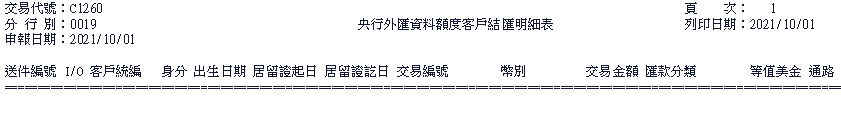 交易代號：C1260 頁 次： 1
分 行 別：0019 央行外匯資料額度客戶結匯明細表 列印日期：2021/10/01
申報日期：2021/10/01
送件編號 I/O 客戶統編 身分 出生日期 居留證起日 居留證訖日 交易編號 幣別 交易金額 匯款分類 等值美金 通路